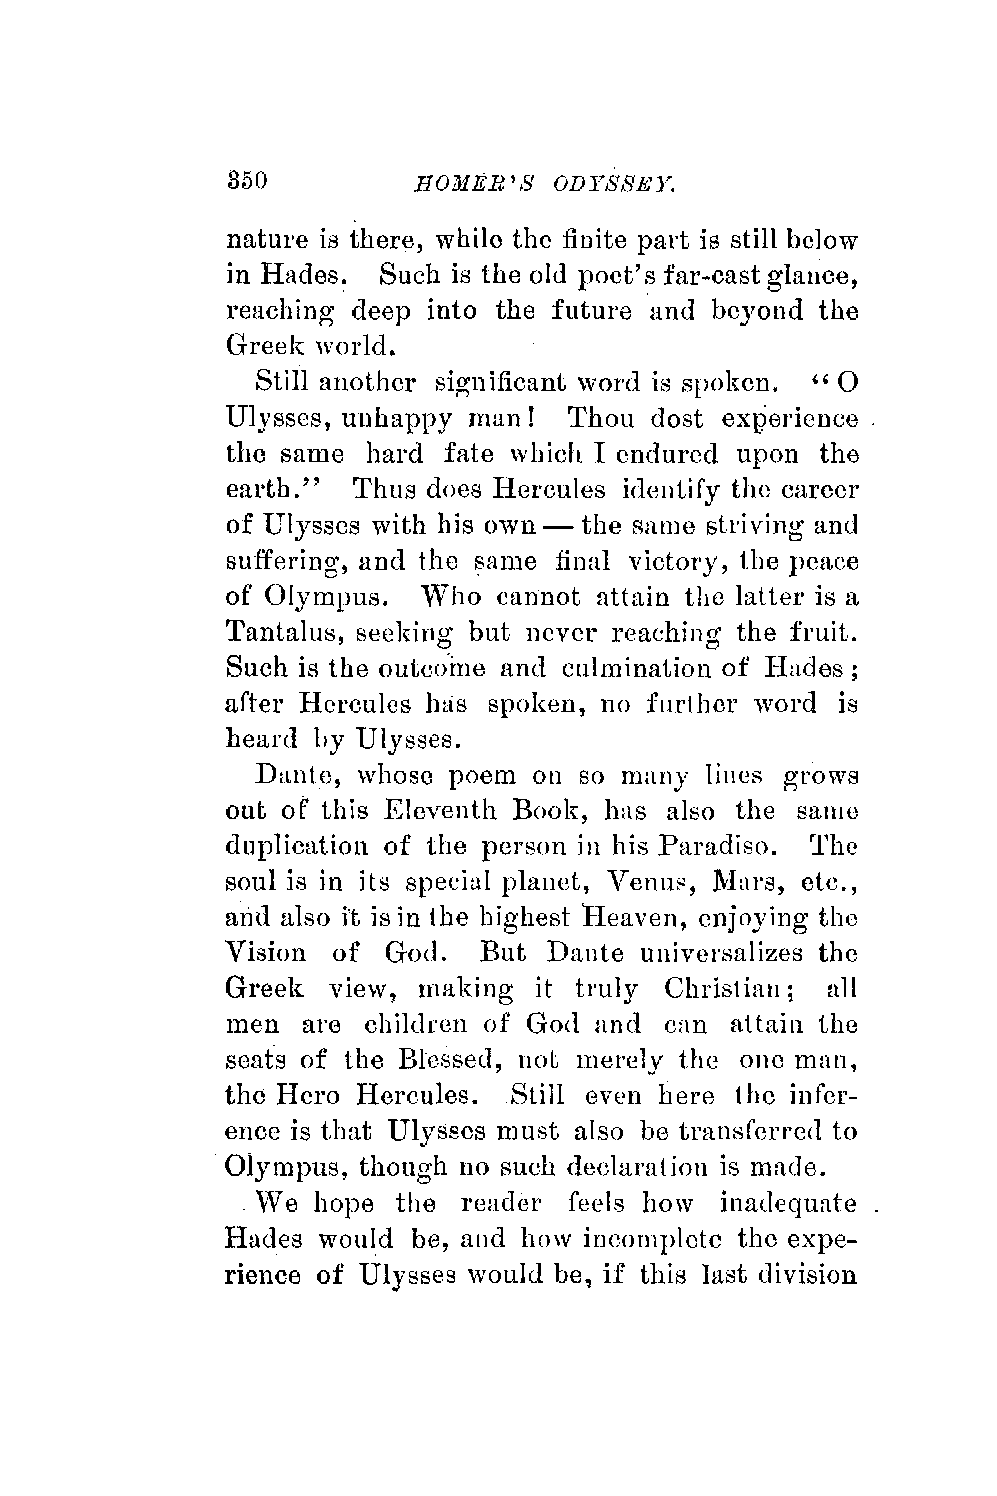 350 HOMER'S ODYSSEY.
nature is there, while the finite part is still below
in Hades. Such is the old poet's far-cast glance,
reaching deep into the future and beyond the
Greek world.
Still another significant word is spoken. “O
Ulysses, unhappy man! Thou dost experience
the same hard fate which I endured upon the
earth.” Thus does Hercules identify the career
of Ulysses with his own — the same striving and
suffering, and the same final victory, the peace
of Olympus. Who cannot attain the latter is a
Tantalus, seeking but never reaching the fruit.
Such is the outcome and culmination of Hades;
after Hercules has spoken, no further word is
heard by Ulysses.
Dante, whose poem on so many lines grows
out of this Eleventh Book, has also the same
duplication of the person in his Paradiso. The
soul is in its special planet, Venus, Mars, etc.,
and also it is in the highest Heaven, enjoying the
Vision of God. But Dante universalizes the
Greek view, making it truly Christian; all
men are children of God and can attain the
seats of the Blessed, not merely the one man,
the Hero Hercules. Still even here the infer-
ence is that Ulysses must also be transferred to
Olympus, though no such declaration is made.
We hope the reader feels how inadequate
Hades would be, and how incomplete the expe-
rience of Ulysses would be, if this last division